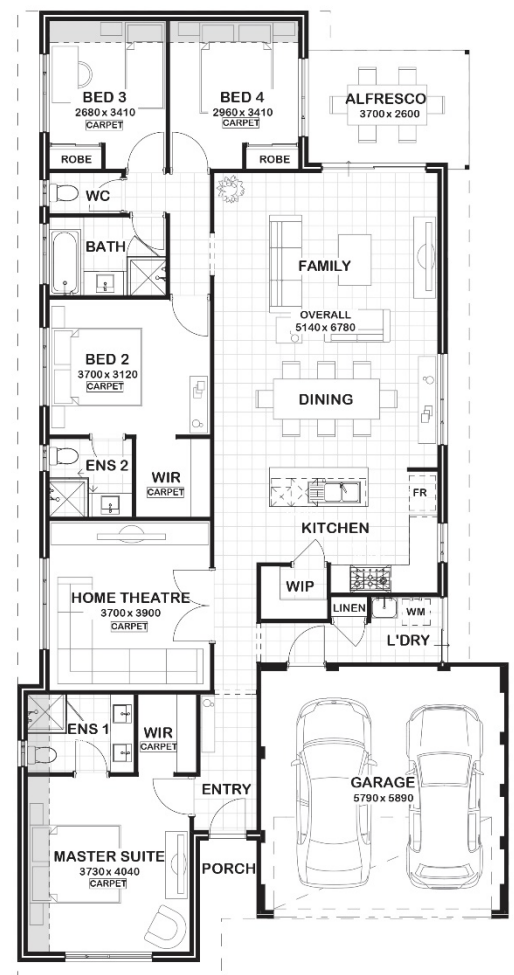 BED 3
2680 x 3410
CARPET
BED 4
2960 x 3410
CARPET
ALFRESCO
3700 x 2600
ROBE
ROBE
WC
BATH
FAMILY
OVERALL
5140 x 6780
BED 2
3700 x 3120
CARPET
DINING
ENS 2
WIR
CARPET
FR
KITCHEN
HOME THEATRE
3700 x 3900
CARPET
WIP
LINEN
WM
L'DRY
ENS 1
WIR
CARPET
ENTRY
GARAGE
5790 x 5890
MASTER SUITE
3730 x 4040
CARPET
PORCH